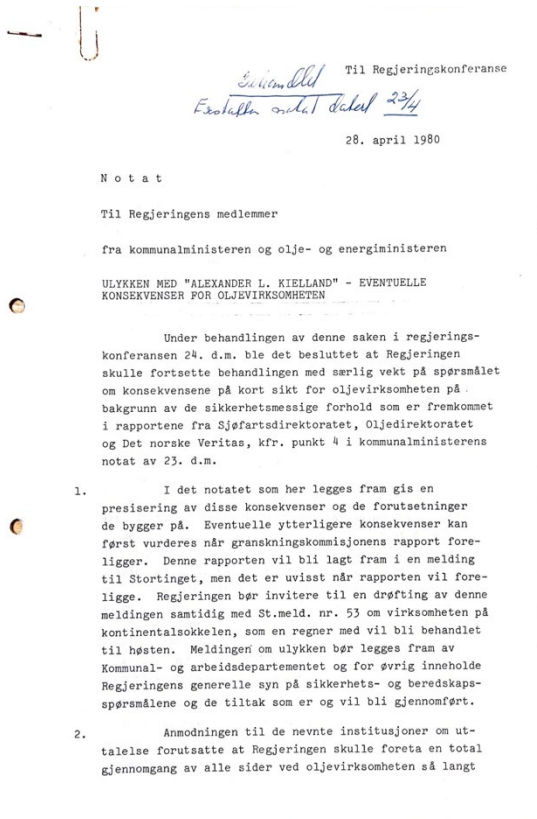 Til Regjeringskonferanse
Behandlet
Erstatter notat datert 23/4
28. april 1980
N o t a t
Til Regjeringens medlemmer
fra kommunalministeren og olje- og energiministeren
ULYKKEN MED "ALEXANDER L. KIELLAND" - EVENTUELLE
KONSEKVENSER FOR OLJEVIRKSOMHETEN
Under behandlingen av denne saken i regjerings-
konferansen 24. d.m. ble det besluttet at Regjeringen
skulle fortsette behandlingen med særlig vekt på spørsmålet
om konsekvensene på kort sikt for oljevirksomheten på
bakgrunn av de sikkerhetsmessige forhold som er fremkommet
i rapportene fra Sjøfartsdirektoratet, Oljedirektoratet
og Det norske Veritas, kfr. punkt 4 i kommunalministerens
notat av 23. d.m.
1. I det notatet som her legges fram gis en
presisering av disse konsekvenser og de forutsetninger
de bygger på. Eventuelle ytterligere konsekvenser kan
først vurderes når granskningskommisjonens rapport fore-
ligger. Denne rapporten vil bli lagt fram i en melding
til Stortinget, men det er uvisst når rapporten vil fore-
ligge. Regjeringen bør invitere til en drøfting av denne
meldingen samtidig med St.meld. nr. 53 om virksomheten på
kontinentalsokkelen, som en regner med vil bli behandlet
til høsten. Meldingen om ulykken bør legges fram av
Kommunal- og arbeidsdepartementet og for øvrig inneholde
Regjeringens generelle syn på sikkerhets- og beredskaps-
spørsmålene og de tiltak som er og vil bli gjennomført.
2. Anmodningen til de nevnte institusjoner om ut-
talelse forutsatte at Regjeringen skulle foreta en total
gjennomgang av alle sider ved oljevirksomheten så langt